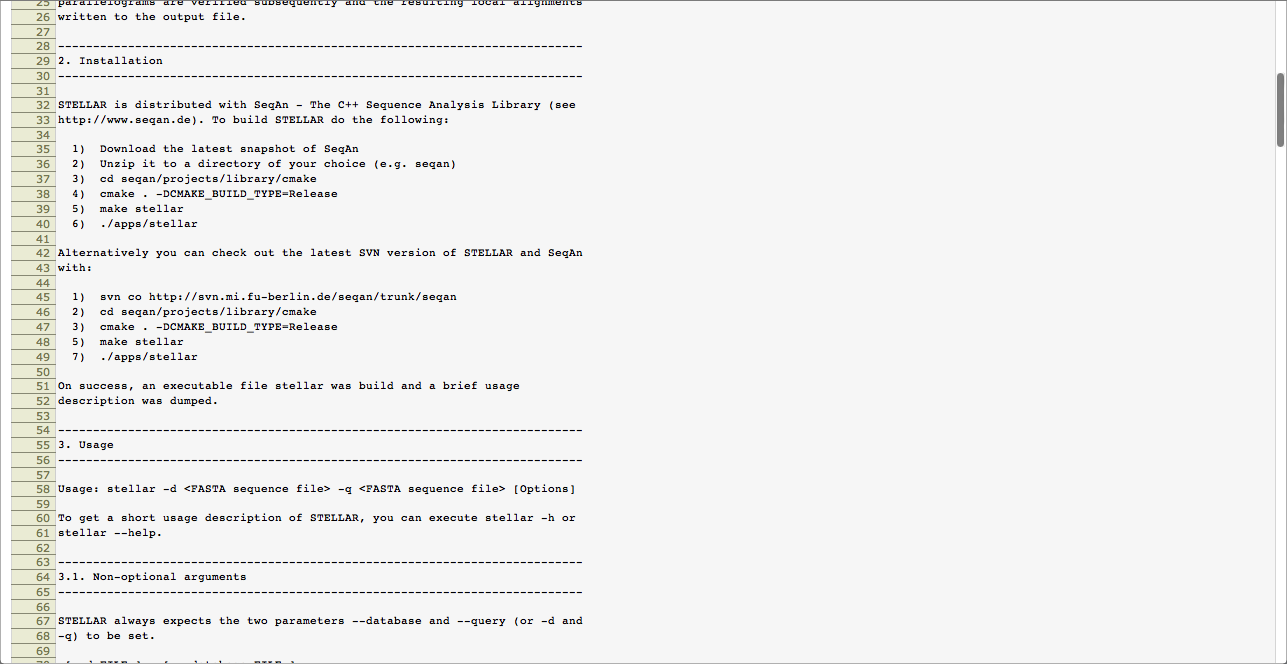 25 parallelograms are verified subsequently and the resulting local alignments
26 written to the output file.
27
28 ---------------------------------------------------------------------------
29 2. Installation
30 ---------------------------------------------------------------------------
31
32 STELLAR is distributed with SeqAn - The C++ Sequence Analysis Library (see
33 http://www.seqan.de). To build STELLAR do the following:
34
35   1)  Download the latest snapshot of SeqAn
36   2)  Unzip it to a directory of your choice (e.g. seqan)
37   3)  cd seqan/projects/library/cmake
38   4)  cmake . -DCMAKE_BUILD_TYPE=Release
39   5)  make stellar
40   6)  ./apps/stellar
41
42 Alternatively you can check out the latest SVN version of STELLAR and SeqAn
43 with:
44
45   1)  svn co http://svn.mi.fu-berlin.de/seqan/trunk/seqan
46   2)  cd seqan/projects/library/cmake
47   3)  cmake . -DCMAKE_BUILD_TYPE=Release
48   5)  make stellar
49   7)  ./apps/stellar
50
51 On success, an executable file stellar was build and a brief usage
52 description was dumped.
53
54 ---------------------------------------------------------------------------
55 3. Usage
56 ---------------------------------------------------------------------------
57
58 Usage: stellar -d <FASTA sequence file> -q <FASTA sequence file> [Options]
59
60 To get a short usage description of STELLAR, you can execute stellar -h or
61 stellar --help.
62
63 ---------------------------------------------------------------------------
64 3.1. Non-optional arguments
65 ---------------------------------------------------------------------------
66
67 STELLAR always expects the two parameters --database and --query (or -d and
68 -q) to be set.
69